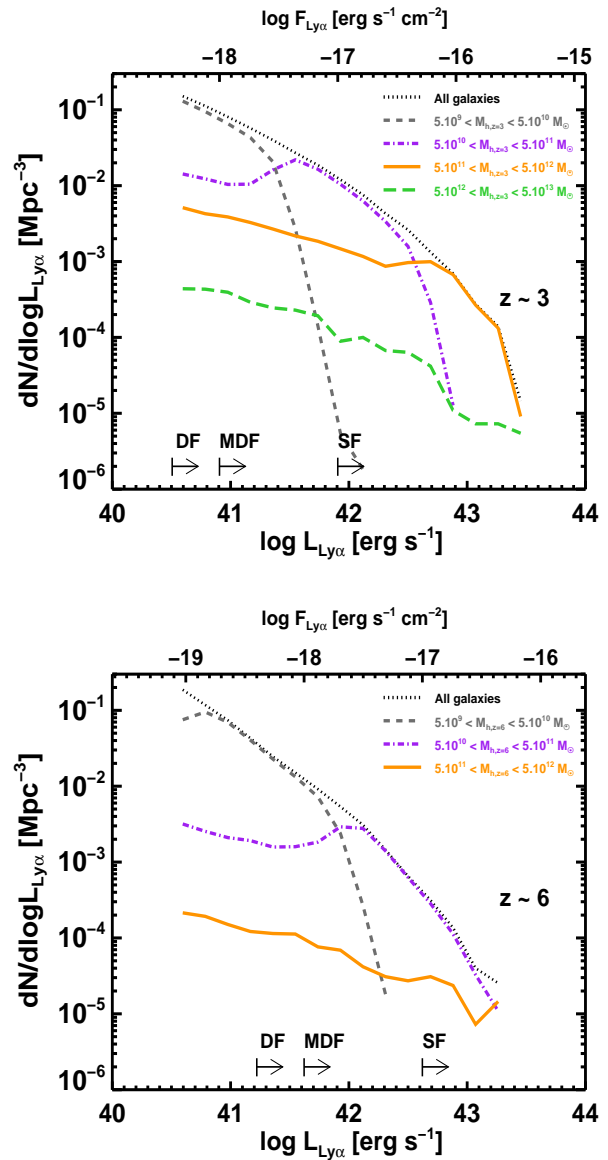 log F_Lyα [erg s⁻¹ cm⁻²]
−18 −17 −16 −15
All galaxies
5.10⁹ < M_h,z=3 < 5.10¹⁰ M_⊙
5.10¹⁰ < M_h,z=3 < 5.10¹¹ M_⊙
5.10¹¹ < M_h,z=3 < 5.10¹² M_⊙
5.10¹² < M_h,z=3 < 5.10¹³ M_⊙
dN/dlogL_Lyα [Mpc⁻³]
10⁻¹
10⁻²
10⁻³
10⁻⁴
10⁻⁵
10⁻⁶
z ~ 3
DF MDF SF
40 41 42 43 44
log L_Lyα [erg s⁻¹]
log F_Lyα [erg s⁻¹ cm⁻²]
−19 −18 −17 −16
All galaxies
5.10⁹ < M_h,z=6 < 5.10¹⁰ M_⊙
5.10¹⁰ < M_h,z=6 < 5.10¹¹ M_⊙
5.10¹¹ < M_h,z=6 < 5.10¹² M_⊙
dN/dlogL_Lyα [Mpc⁻³]
10⁻¹
10⁻²
10⁻³
10⁻⁴
10⁻⁵
10⁻⁶
z ~ 6
DF MDF SF
40 41 42 43 44
log L_Lyα [erg s⁻¹]